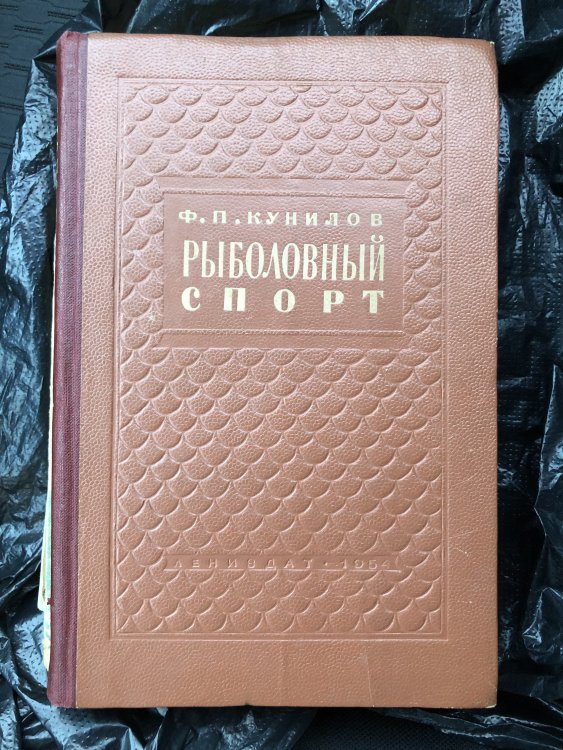 Ф. П. КУНИЛОВ
РЫБОЛОВНЫЙ
СПОРТ
ЛЕНИЗДАТ · 1954